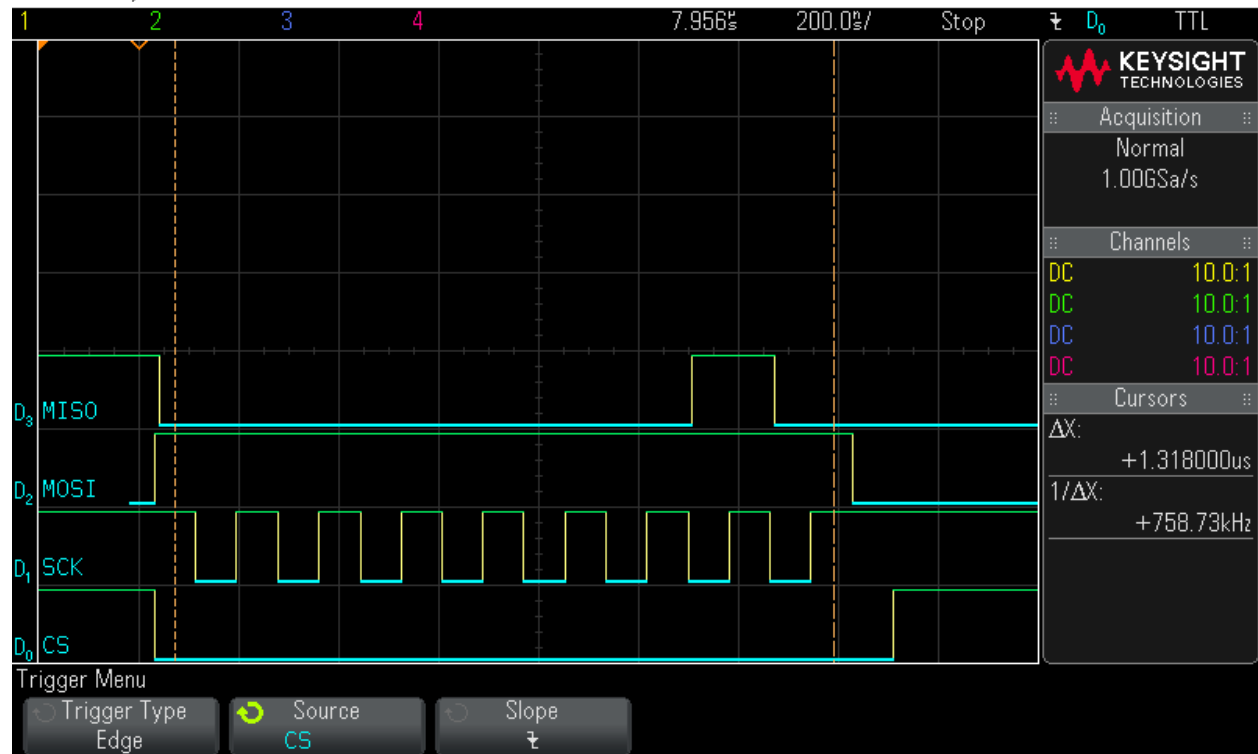 1 2 3 4 7.956µs 200.0ns/ Stop D0 TTL
KEYSIGHT
TECHNOLOGIES
Acquisition
Normal
1.00GSa/s
Channels
DC 10.0:1
DC 10.0:1
DC 10.0:1
DC 10.0:1
Cursors
ΔX:
+1.318000us
1/ΔX:
+758.73kHz
D3 MISO
D2 MOSI
D1 SCK
D0 CS
Trigger Menu
Trigger Type Source Slope
Edge CS